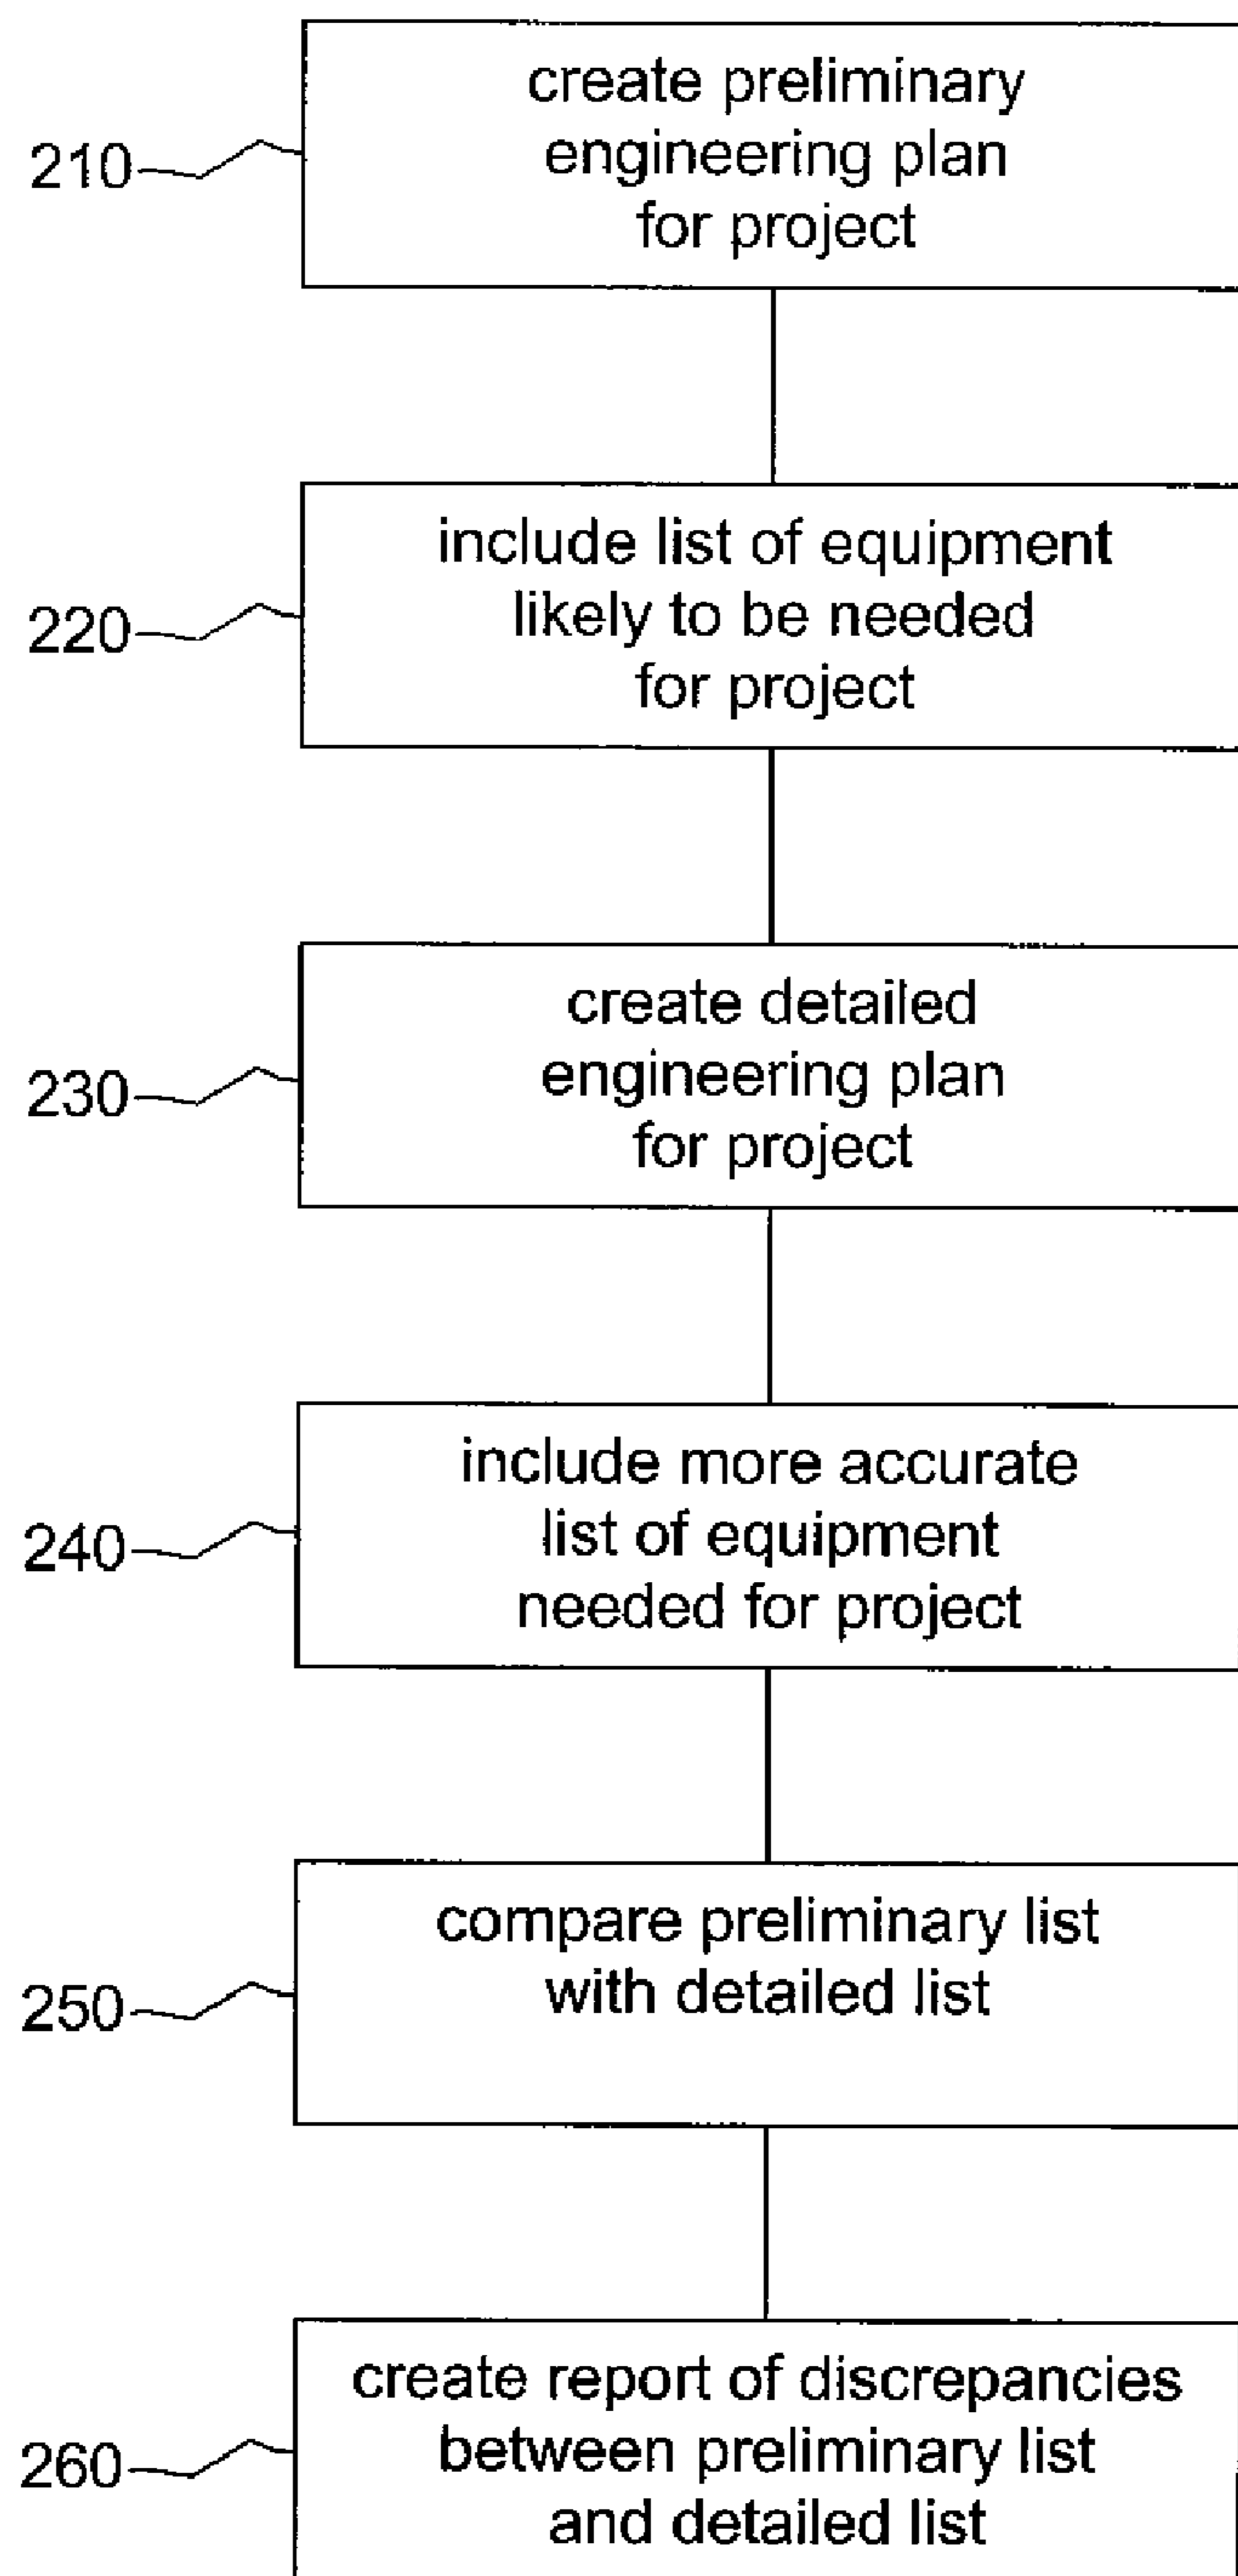 create preliminary
engineering plan
for project
210
include list of equipment
likely to be needed
for project
220
create detailed
engineering plan
for project
230
include more accurate
list of equipment
needed for project
240
compare preliminary list
with detailed list
250
create report of discrepancies
between preliminary list
and detailed list
260